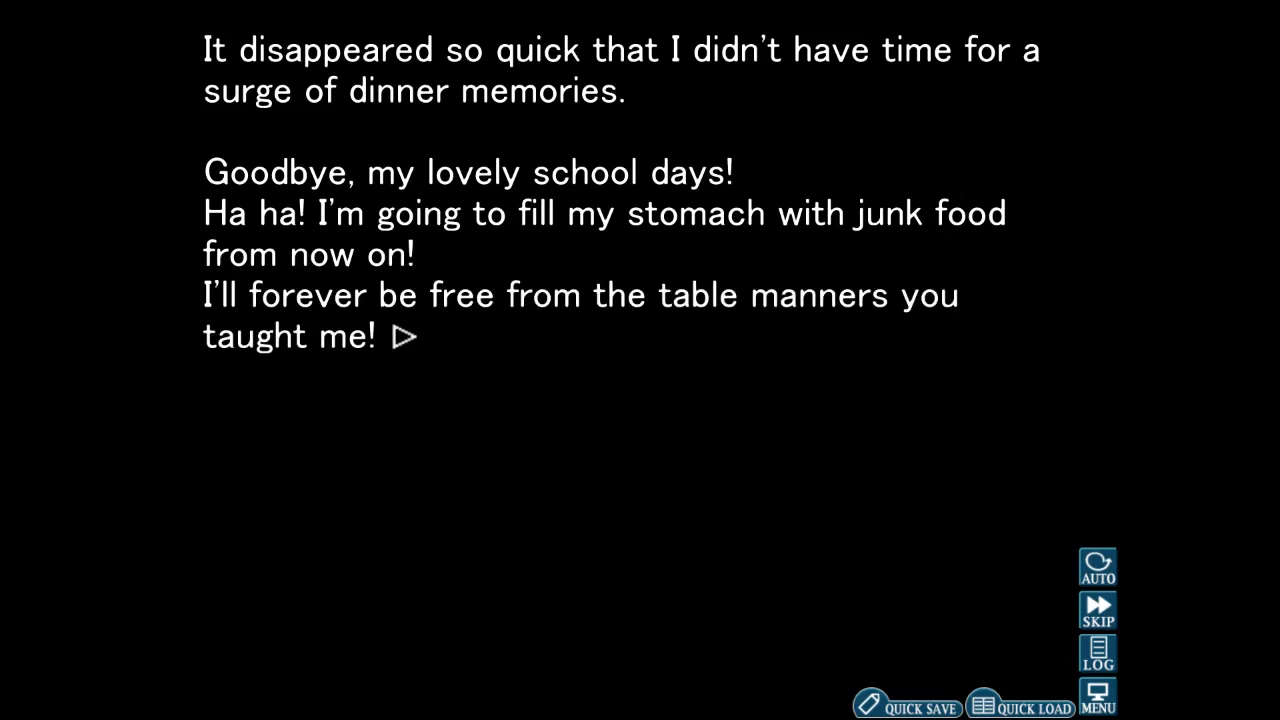 It disappeared so quick that I didn't have time for a
surge of dinner memories.
Goodbye, my lovely school days!
Ha ha! I'm going to fill my stomach with junk food
from now on!
I'll forever be free from the table manners you
taught me!
AUTO
SKIP
LOG
MENU
QUICK SAVE
QUICK LOAD